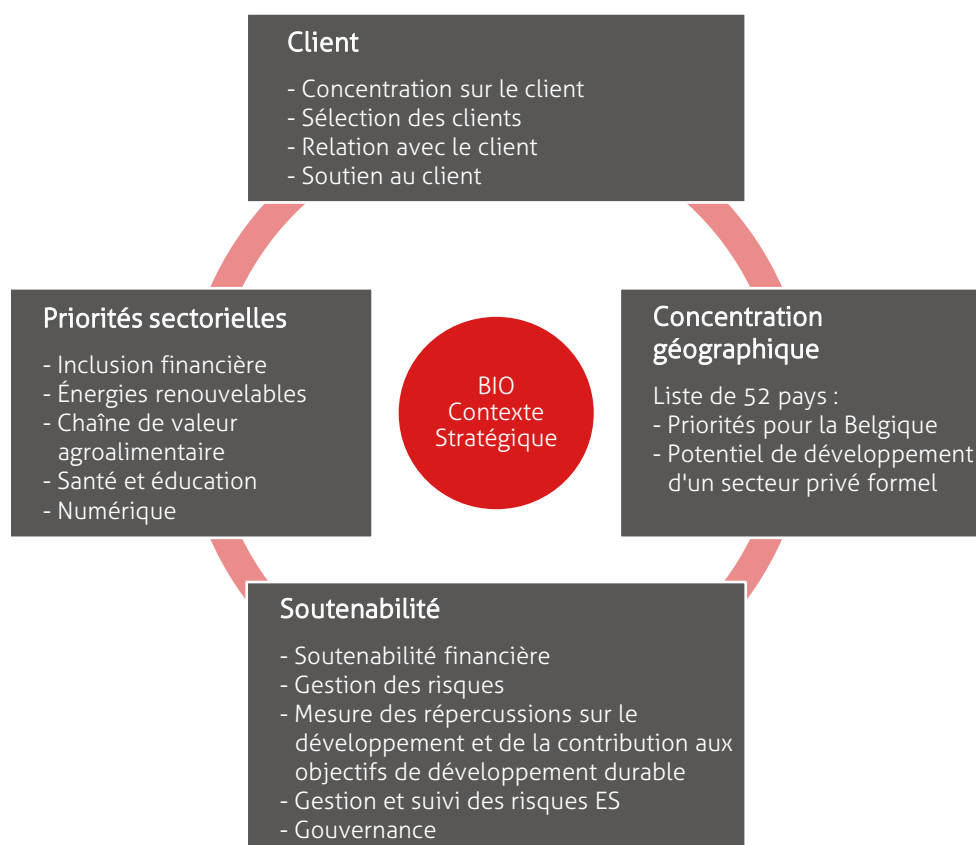 Client
- Concentration sur le client
- Sélection des clients
- Relation avec le client
- Soutien au client
Priorités sectorielles
- Inclusion financière
- Énergies renouvelables
- Chaîne de valeur
agroalimentaire
- Santé et éducation
- Numérique
BIO
Contexte
Stratégique
Concentration
géographique
Liste de 52 pays :
- Priorités pour la Belgique
- Potentiel de développement
d'un secteur privé formel
Soutenabilité
- Soutenabilité financière
- Gestion des risques
- Mesure des répercussions sur le
développement et de la contribution aux
objectifs de développement durable
- Gestion et suivi des risques ES
- Gouvernance